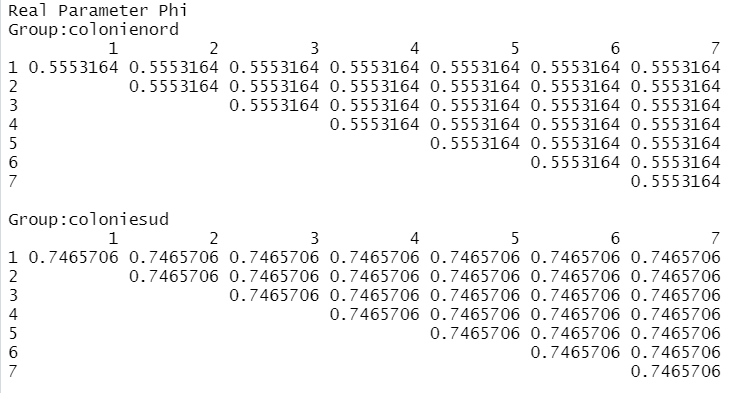 Real Parameter Phi
Group:colonienord
          1         2         3         4         5         6         7
1 0.5553164 0.5553164 0.5553164 0.5553164 0.5553164 0.5553164 0.5553164
2           0.5553164 0.5553164 0.5553164 0.5553164 0.5553164 0.5553164
3                     0.5553164 0.5553164 0.5553164 0.5553164 0.5553164
4                               0.5553164 0.5553164 0.5553164 0.5553164
5                                         0.5553164 0.5553164 0.5553164
6                                                   0.5553164 0.5553164
7                                                             0.5553164

Group:coloniesud
          1         2         3         4         5         6         7
1 0.7465706 0.7465706 0.7465706 0.7465706 0.7465706 0.7465706 0.7465706
2           0.7465706 0.7465706 0.7465706 0.7465706 0.7465706 0.7465706
3                     0.7465706 0.7465706 0.7465706 0.7465706 0.7465706
4                               0.7465706 0.7465706 0.7465706 0.7465706
5                                         0.7465706 0.7465706 0.7465706
6                                                   0.7465706 0.7465706
7                                                             0.7465706